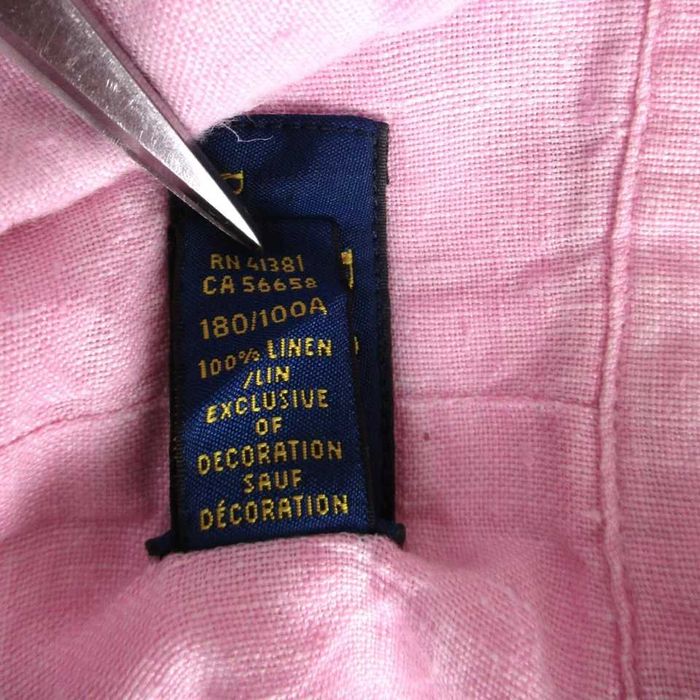 RN 41381
CA 56658
180/100A
100% LINEN
/LIN
EXCLUSIVE
OF
DECORATION
SAUF
DÉCORATION